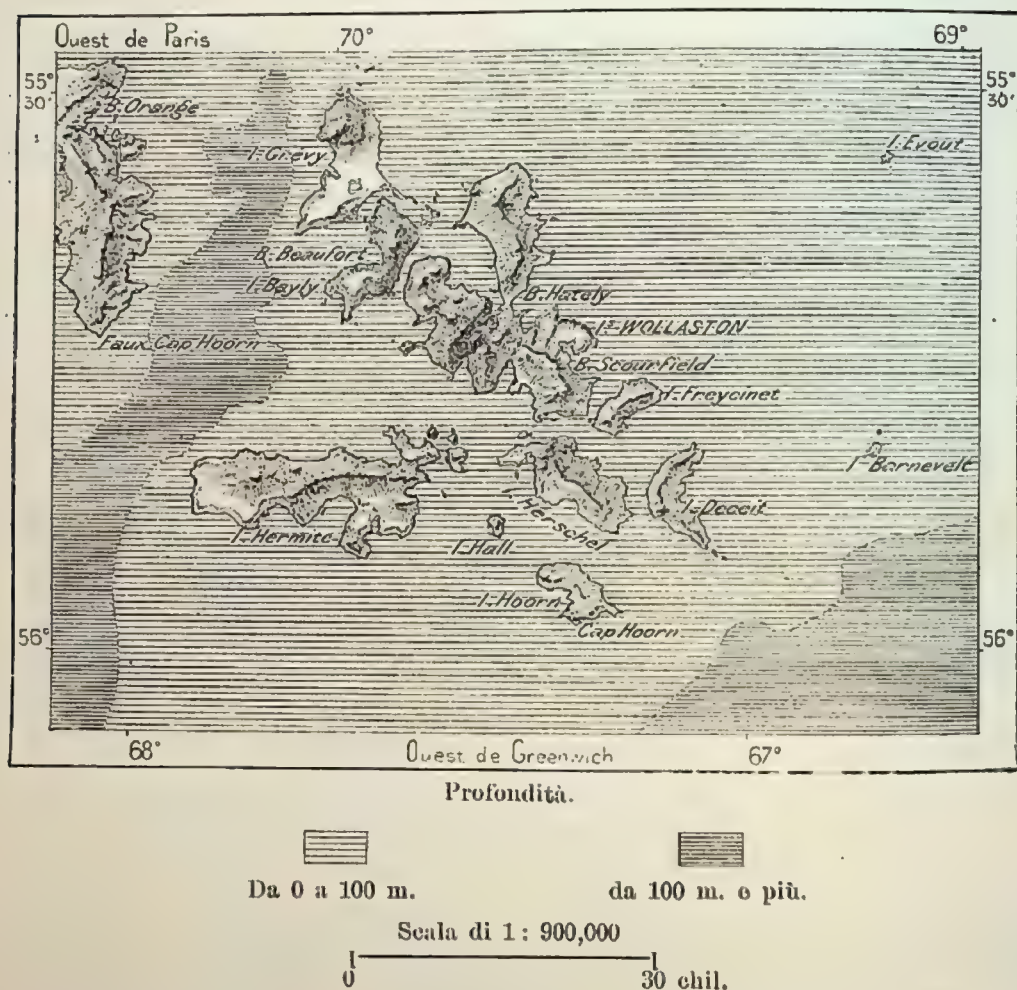 Ouest de Paris 70° 69°
55° 30' 55° 30'
B. Orange
I. Evout
I. Grévy
B. Beaufort
I. Bayly
B. Hately
Is WOLLASTON
Faux Cap Hoorn
B. Scourfield
I. Freycinet
I. Barnevelt
I. Deceit
Herschel
I. Hermite
I. Hall
I. Hoorn
Cap Hoorn
56° 56°
68° Ouest de Greenwich 67°
Profondità.
Da 0 a 100 m. da 100 m. e più.
Scala di 1: 900,000
0 30 chil.